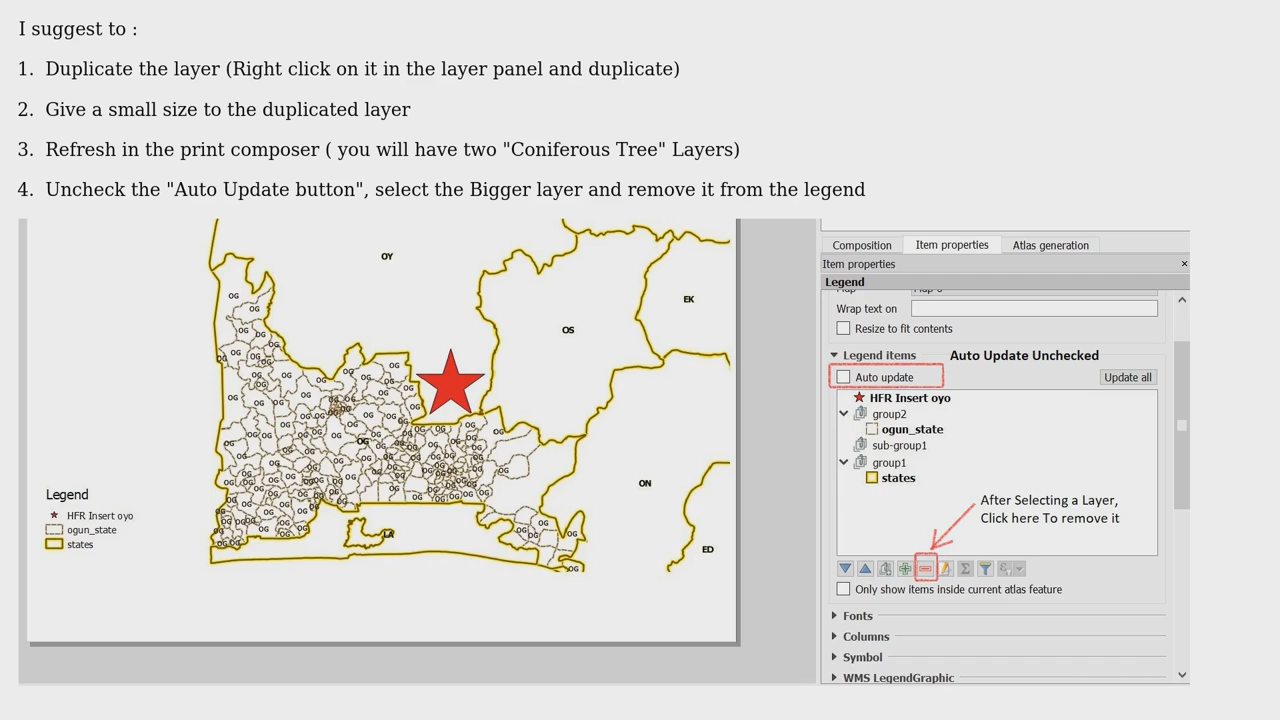 I suggest to :
1. Duplicate the layer (Right click on it in the layer panel and duplicate)
2. Give a small size to the duplicated layer
3. Refresh in the print composer ( you will have two "Coniferous Tree" Layers)
4. Uncheck the "Auto Update button", select the Bigger layer and remove it from the legend
OY
EK
OS
OG
ON
LA
ED
Legend
HFR Insert oyo
ogun_state
states
Composition
Item properties
Atlas generation
Item properties
Legend
Wrap text on
Resize to fit contents
Legend items
Auto Update Unchecked
Auto update
Update all
HFR Insert oyo
group2
ogun_state
sub-group1
group1
states
After Selecting a Layer,
Click here To remove it
Only show items inside current atlas feature
Fonts
Columns
Symbol
WMS LegendGraphic